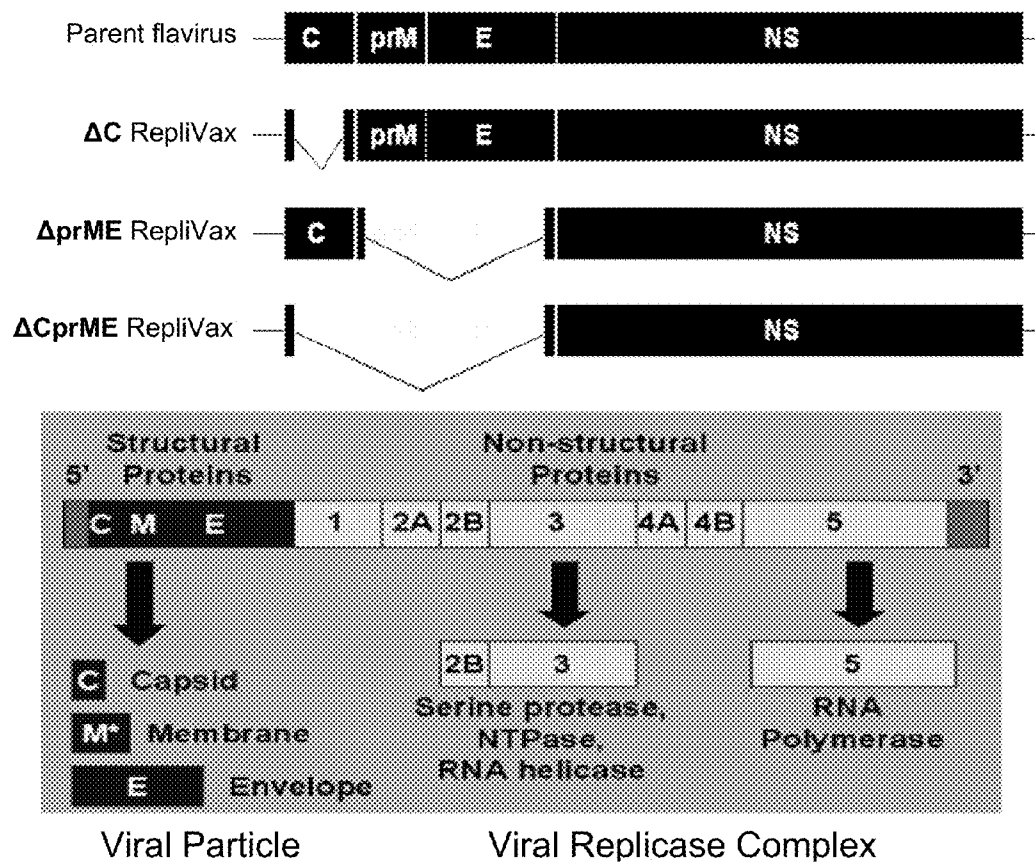 Parent flavirus C prM E NS
ΔC RepliVax prM E NS
ΔprME RepliVax C NS
ΔCprME RepliVax NS
Structural Proteins
Non-structural Proteins
5' 3'
C M E 1 2A 2B 3 4A 4B 5
2B 3
5
C Capsid
M* Membrane
E Envelope
Serine protease,
NTPase,
RNA helicase
RNA
Polymerase
Viral Particle
Viral Replicase Complex